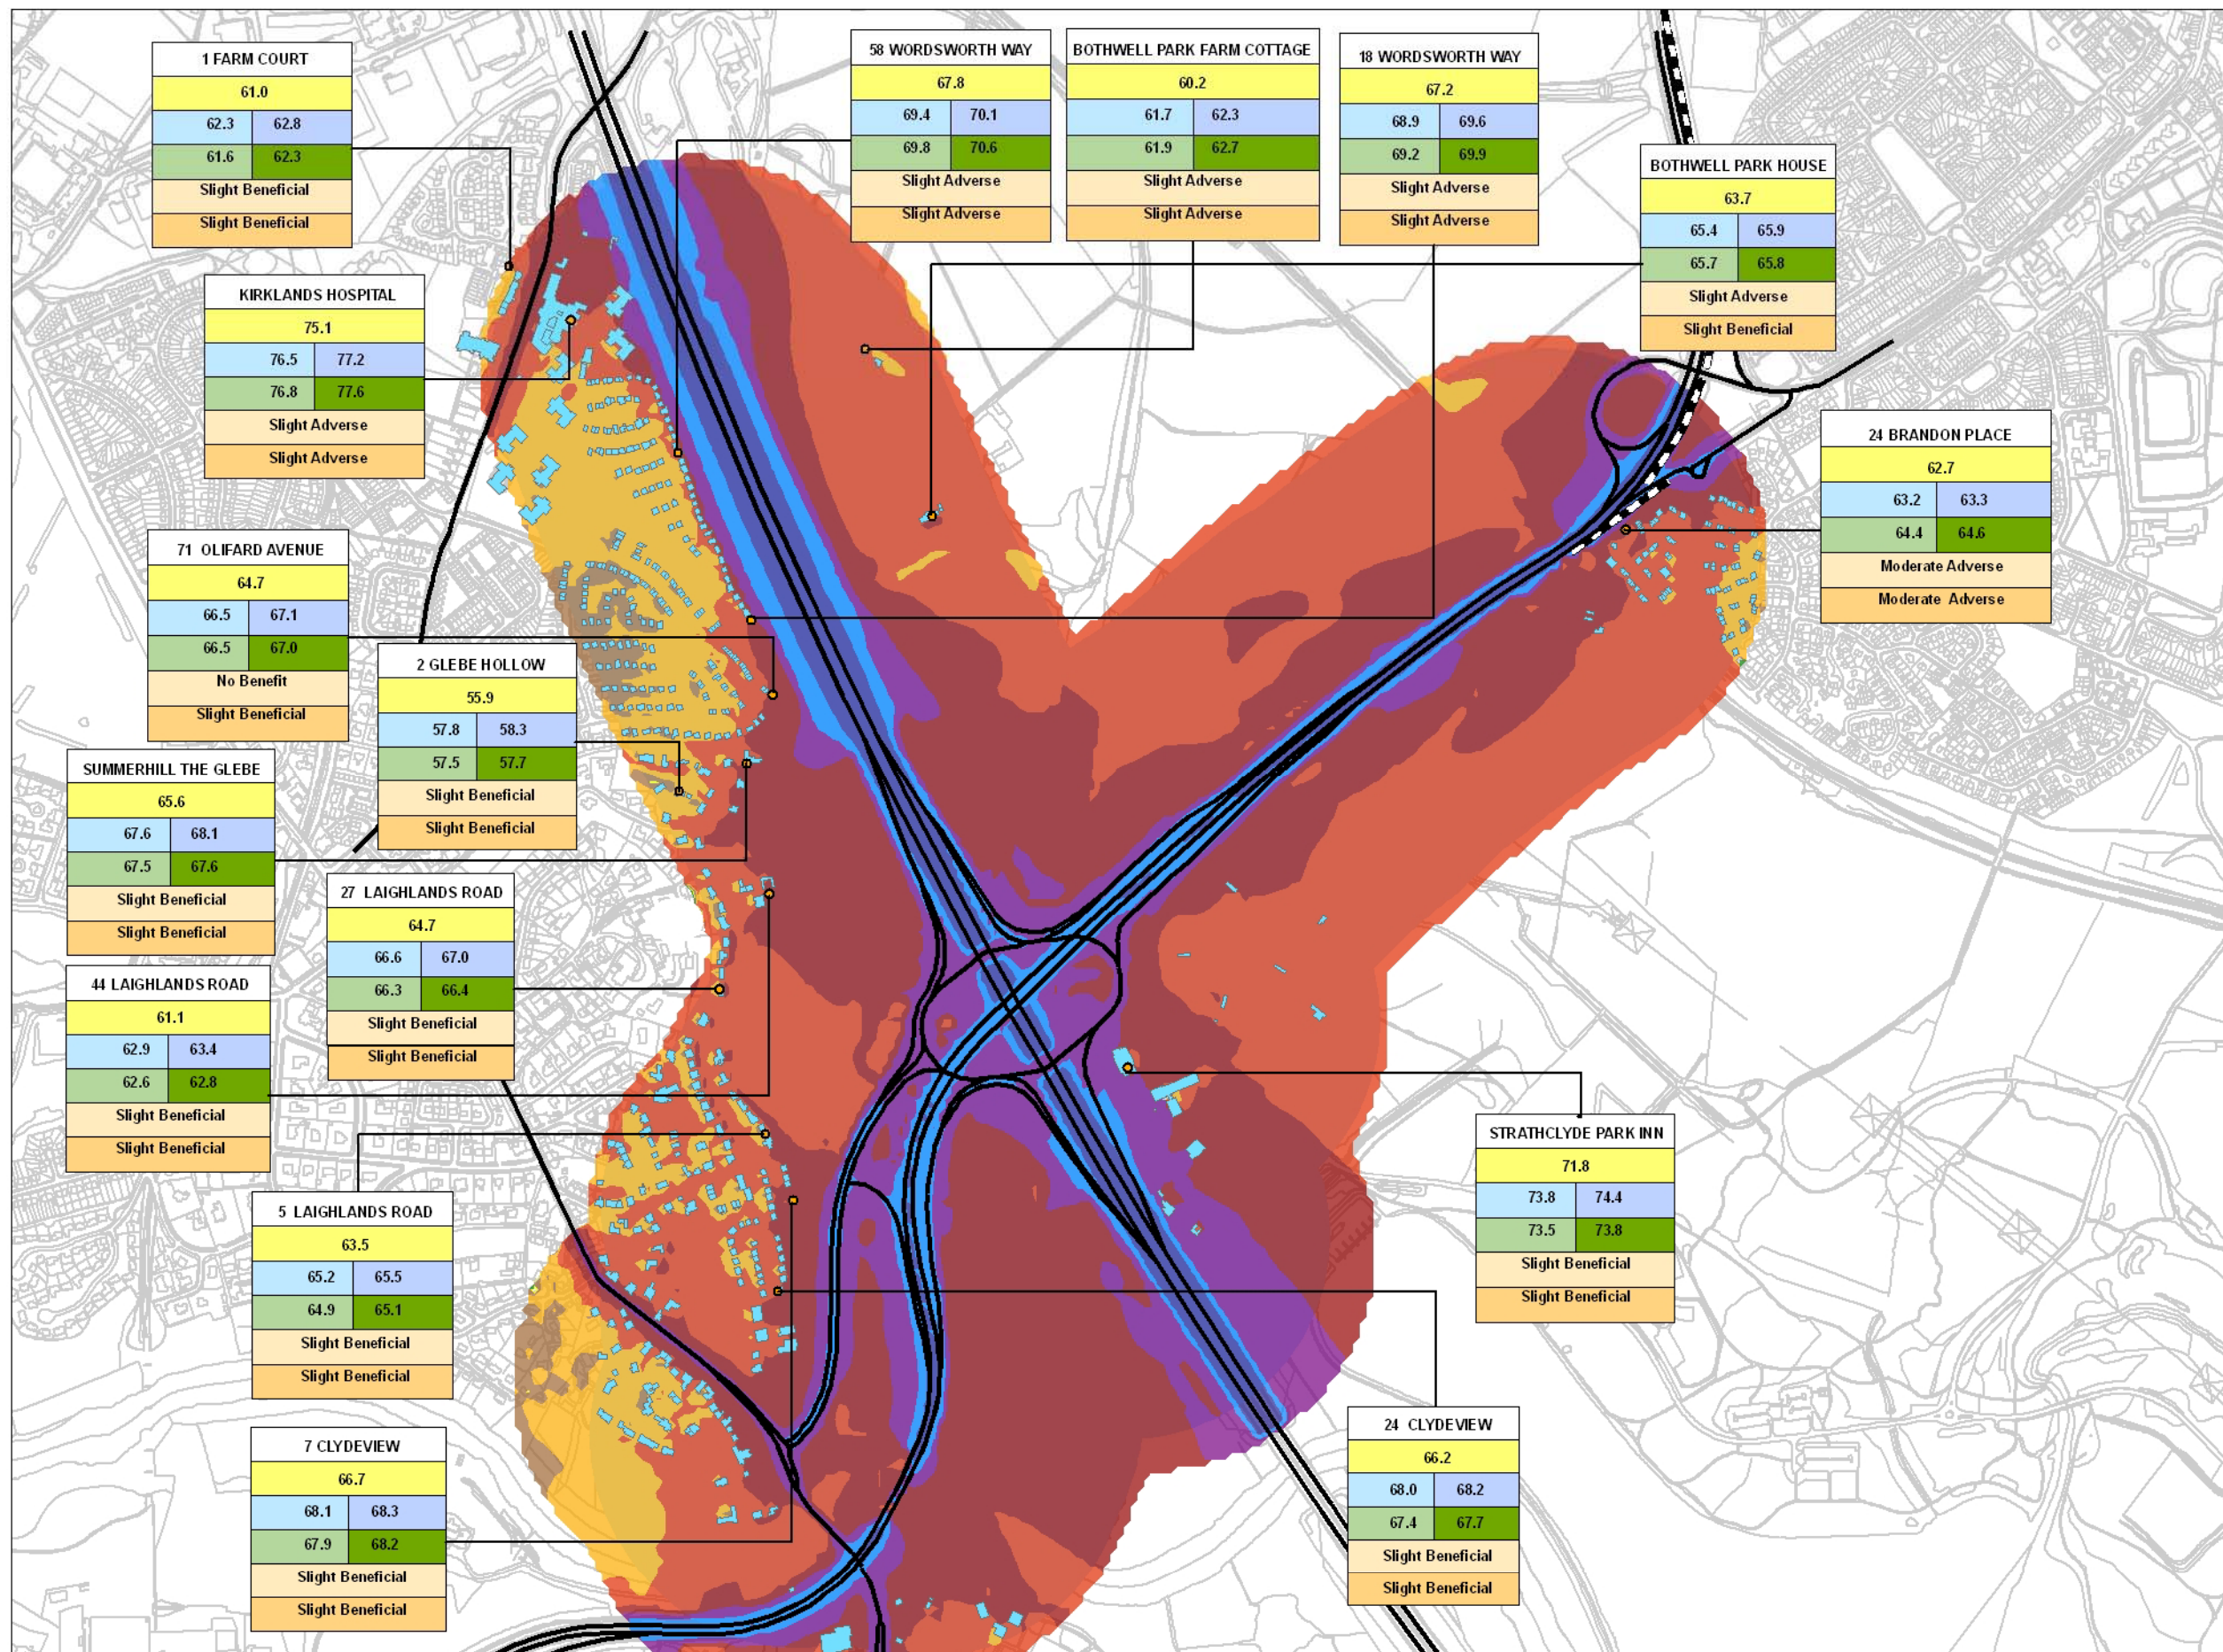 1 FARM COURT
61.0
62.3 62.8
61.6 62.3
Slight Beneficial
Slight Beneficial
58 WORDSWORTH WAY
67.8
69.4 70.1
69.8 70.6
Slight Adverse
Slight Adverse
BOTHWELL PARK FARM COTTAGE
60.2
61.7 62.3
61.9 62.7
Slight Adverse
Slight Adverse
18 WORDSWORTH WAY
67.2
68.9 69.6
69.2 69.9
Slight Adverse
Slight Adverse
BOTHWELL PARK HOUSE
63.7
65.4 65.9
65.7 65.8
Slight Adverse
Slight Beneficial
KIRKLANDS HOSPITAL
75.1
76.5 77.2
76.8 77.6
Slight Adverse
Slight Adverse
24 BRANDON PLACE
62.7
63.2 63.3
64.4 64.6
Moderate Adverse
Moderate Adverse
71 OLIFARD AVENUE
64.7
66.5 67.1
66.5 67.0
No Benefit
Slight Beneficial
2 GLEBE HOLLOW
55.9
57.8 58.3
57.5 57.7
Slight Beneficial
Slight Beneficial
SUMMERHILL THE GLEBE
65.6
67.6 68.1
67.5 67.6
Slight Beneficial
Slight Beneficial
27 LAIGHLANDS ROAD
64.7
66.6 67.0
66.3 66.4
Slight Beneficial
Slight Beneficial
44 LAIGHLANDS ROAD
61.1
62.9 63.4
62.6 62.8
Slight Beneficial
Slight Beneficial
STRATHCLYDE PARK INN
71.8
73.8 74.4
73.5 73.8
Slight Beneficial
Slight Beneficial
5 LAIGHLANDS ROAD
63.5
65.2 65.5
64.9 65.1
Slight Beneficial
Slight Beneficial
24 CLYDEVIEW
66.2
68.0 68.2
67.4 67.7
Slight Beneficial
Slight Beneficial
7 CLYDEVIEW
66.7
68.1 68.3
67.9 68.2
Slight Beneficial
Slight Beneficial